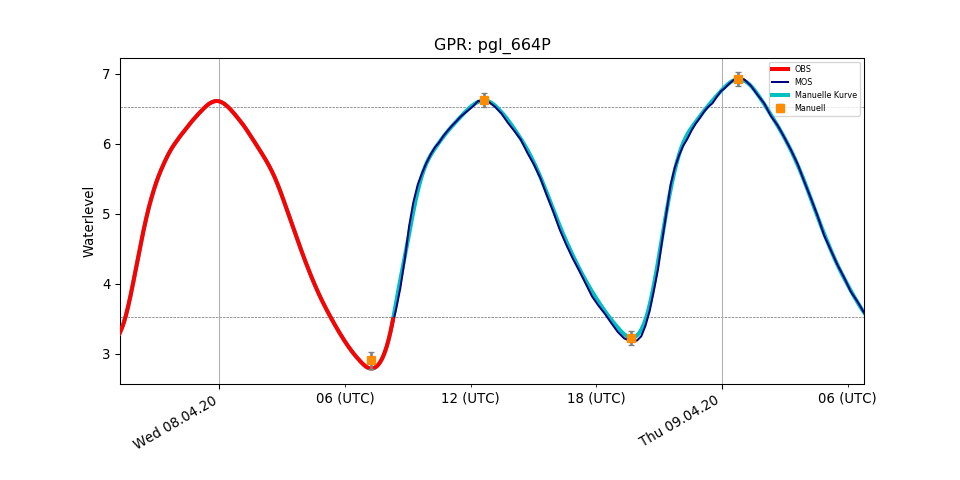 GPR: pgl_664P
OBS
MOS
Manuelle Kurve
Manuell
Waterlevel
7
6
5
4
3
Wed 08.04.20
06 (UTC)
12 (UTC)
18 (UTC)
Thu 09.04.20
06 (UTC)